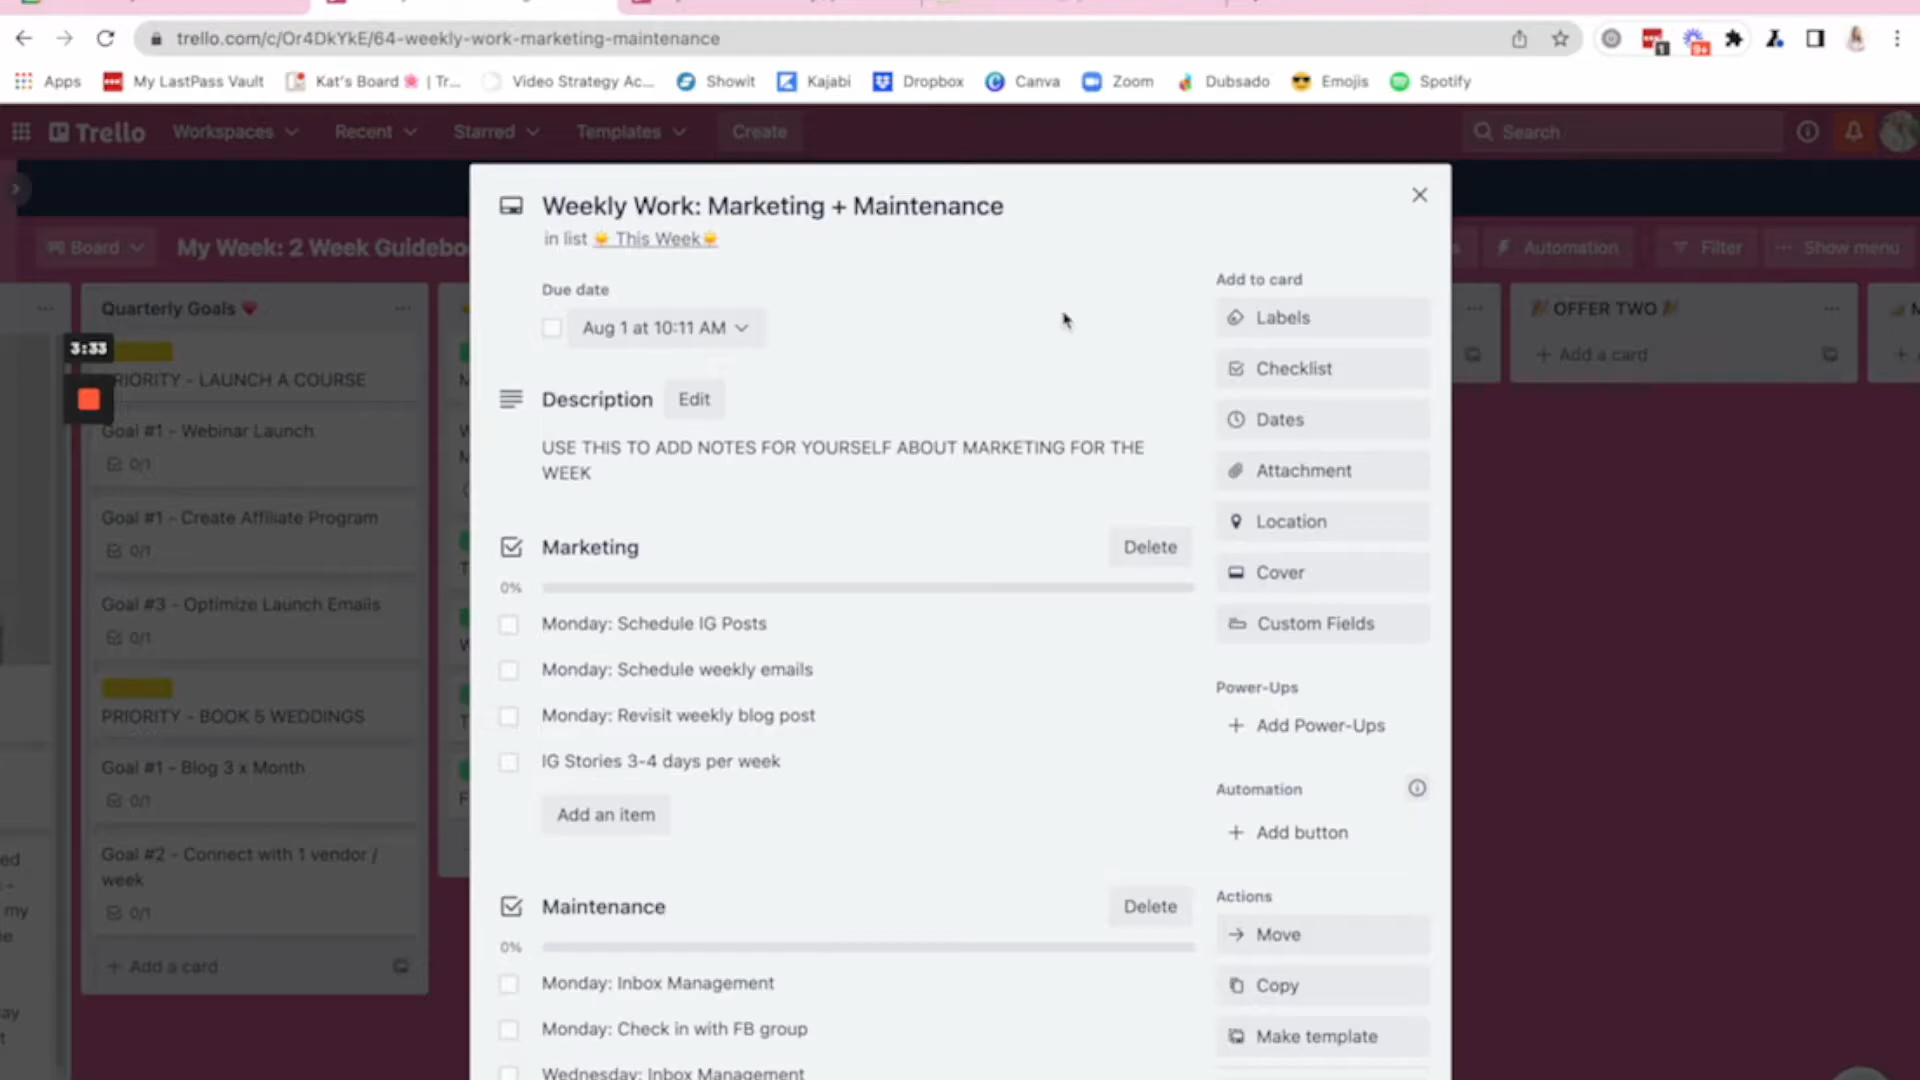 trello.com/c/Or4DkYkE/64-weekly-work-marketing-maintenance
1
9+
Apps
My LastPass Vault
Kat's Board 🌸 | Tr...
Video Strategy Ac...
Showit
Kajabi
Dropbox
Canva
Zoom
Dubsado
Emojis
Spotify
Trello
Workspaces
Recent
Starred
Templates
Create
Search
Board
My Week: 2 Week Guidebo
Automation
Filter
Show menu
Quarterly Goals ❤️
3:33
RIORITY - LAUNCH A COURSE
Goal #1 - Webinar Launch
0/1
Goal #1 - Create Affiliate Program
0/1
Goal #3 - Optimize Launch Emails
0/1
PRIORITY - BOOK 5 WEDDINGS
Goal #1 - Blog 3 x Month
0/1
Goal #2 - Connect with 1 vendor /
week
0/1
+ Add a card
Weekly Work: Marketing + Maintenance
in list ☀️ This Week☀️
Due date
Aug 1 at 10:11 AM
Description
Edit
USE THIS TO ADD NOTES FOR YOURSELF ABOUT MARKETING FOR THE
WEEK
Marketing
Delete
0%
Monday: Schedule IG Posts
Monday: Schedule weekly emails
Monday: Revisit weekly blog post
IG Stories 3-4 days per week
Add an item
Maintenance
Delete
0%
Monday: Inbox Management
Monday: Check in with FB group
Wednesday: Inbox Management
Add to card
Labels
Checklist
Dates
Attachment
Location
Cover
Custom Fields
Power-Ups
+ Add Power-Ups
Automation
+ Add button
Actions
Move
Copy
Make template
OFFER TWO
+ Add a card